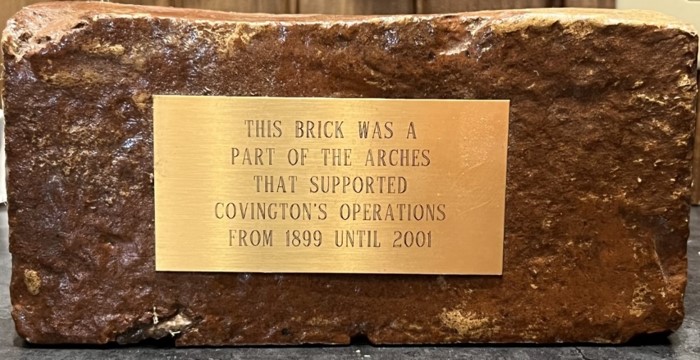 THIS BRICK WAS A
PART OF THE ARCHES
THAT SUPPORTED
COVINGTON'S OPERATIONS
FROM 1899 UNTIL 2001